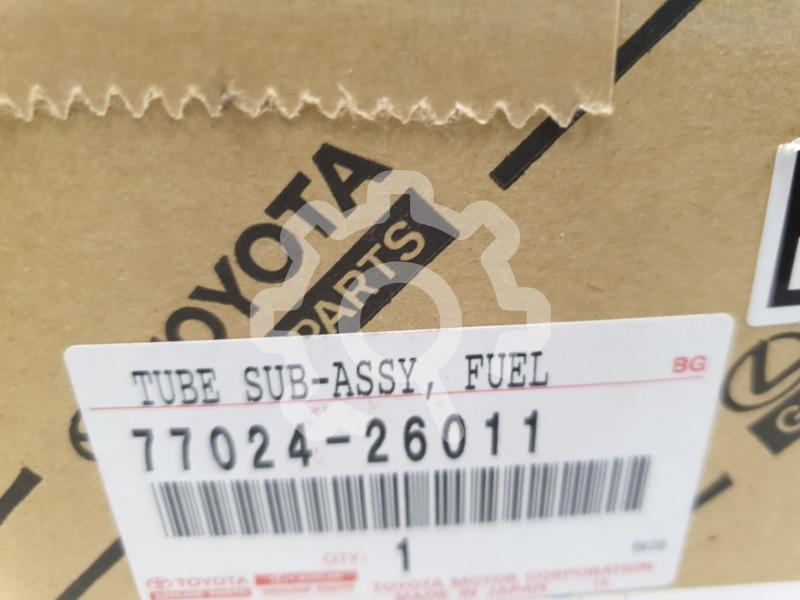 TOYOTA
PARTS
TUBE SUB-ASSY, FUEL
BG
77024-26011
QTY: 1
TOYOTA
TOYOTA MOTOR CORPORATION
MADE IN JAPAN